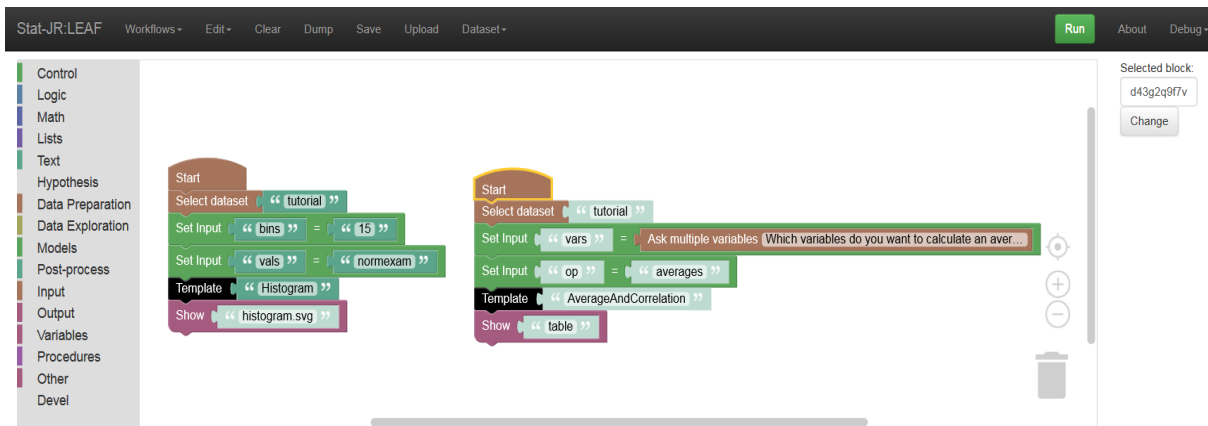 Stat-JR:LEAF Workflows Edit Clear Dump Save Upload Dataset Run About Debug
Control
Logic
Math
Lists
Text
Hypothesis
Data Preparation
Data Exploration
Models
Post-process
Input
Output
Variables
Procedures
Other
Devel
Start
Select dataset “ tutorial ”
Set Input “ bins ” = “ 15 ”
Set Input “ vals ” = “ normexam ”
Template “ Histogram ”
Show “ histogram.svg ”
Start
Select dataset “ tutorial ”
Set Input “ vars ” = Ask multiple variables Which variables do you want to calculate an aver...
Set Input “ op ” = “ averages ”
Template “ AverageAndCorrelation ”
Show “ table ”
Selected block:
d43g2q9f7v
Change